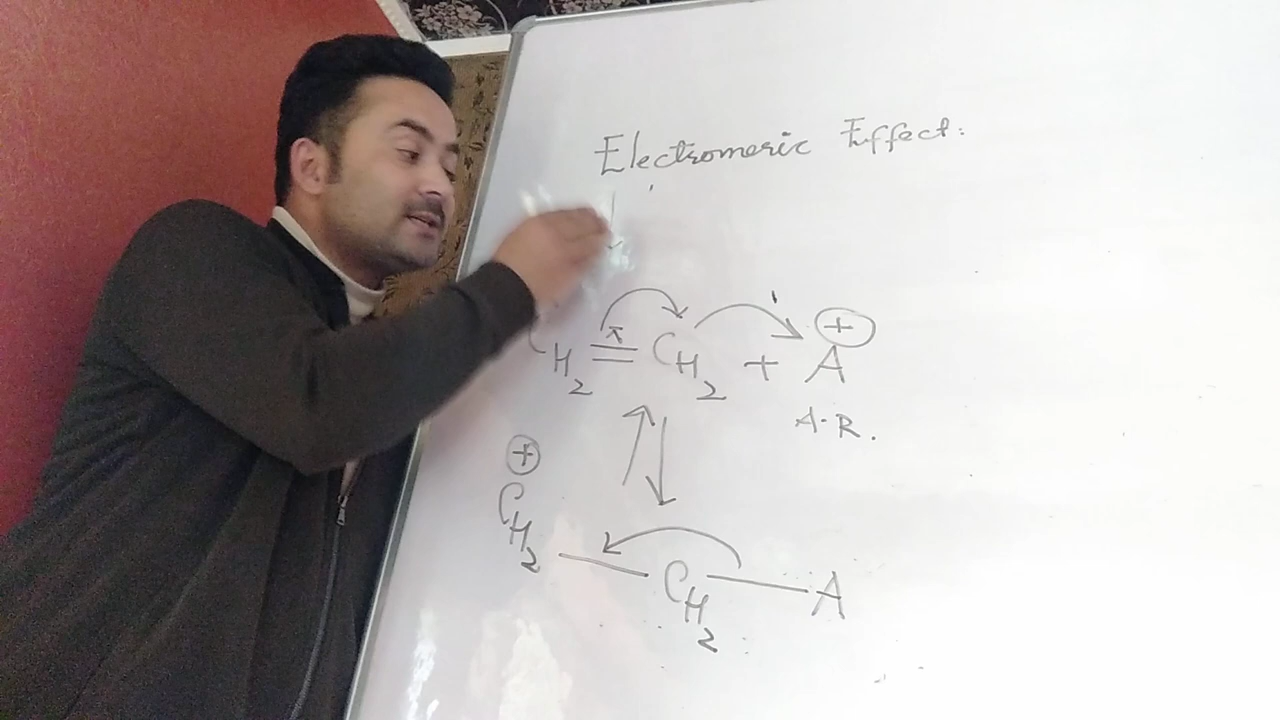 Electromeric Effect:
π
CH2 = CH2 + A ⊕
A.R.
⊕
CH2 — CH2 — A